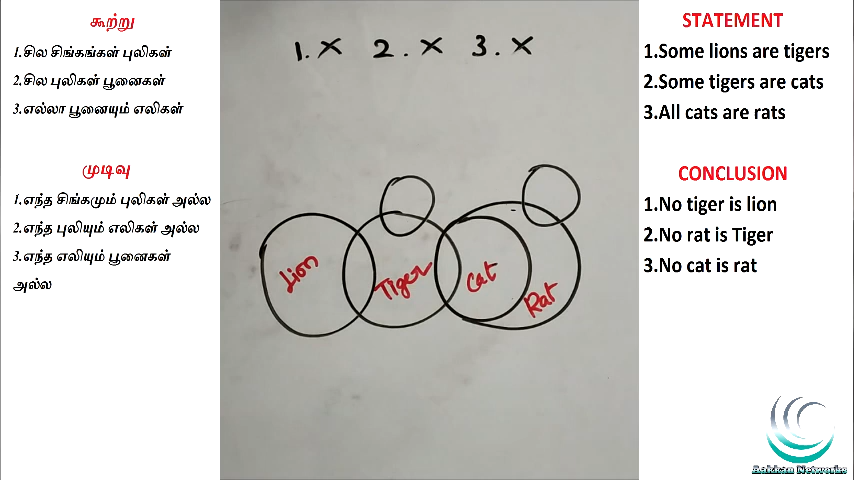 கூற்று
1.சில சிங்கங்கள் புலிகள்
2.சில புலிகள் பூனைகள்
3.எல்லா பூனையும் எலிகள்
முடிவு
1.எந்த சிங்கமும் புலிகள் அல்ல
2.எந்த புலியும் எலிகள் அல்ல
3.எந்த எலியும் பூனைகள்
அல்ல
1. X 2. X 3. X
Lion
Tiger
Cat
Rat
STATEMENT
1.Some lions are tigers
2.Some tigers are cats
3.All cats are rats
CONCLUSION
1.No tiger is lion
2.No rat is Tiger
3.No cat is rat
Aakkan Networks